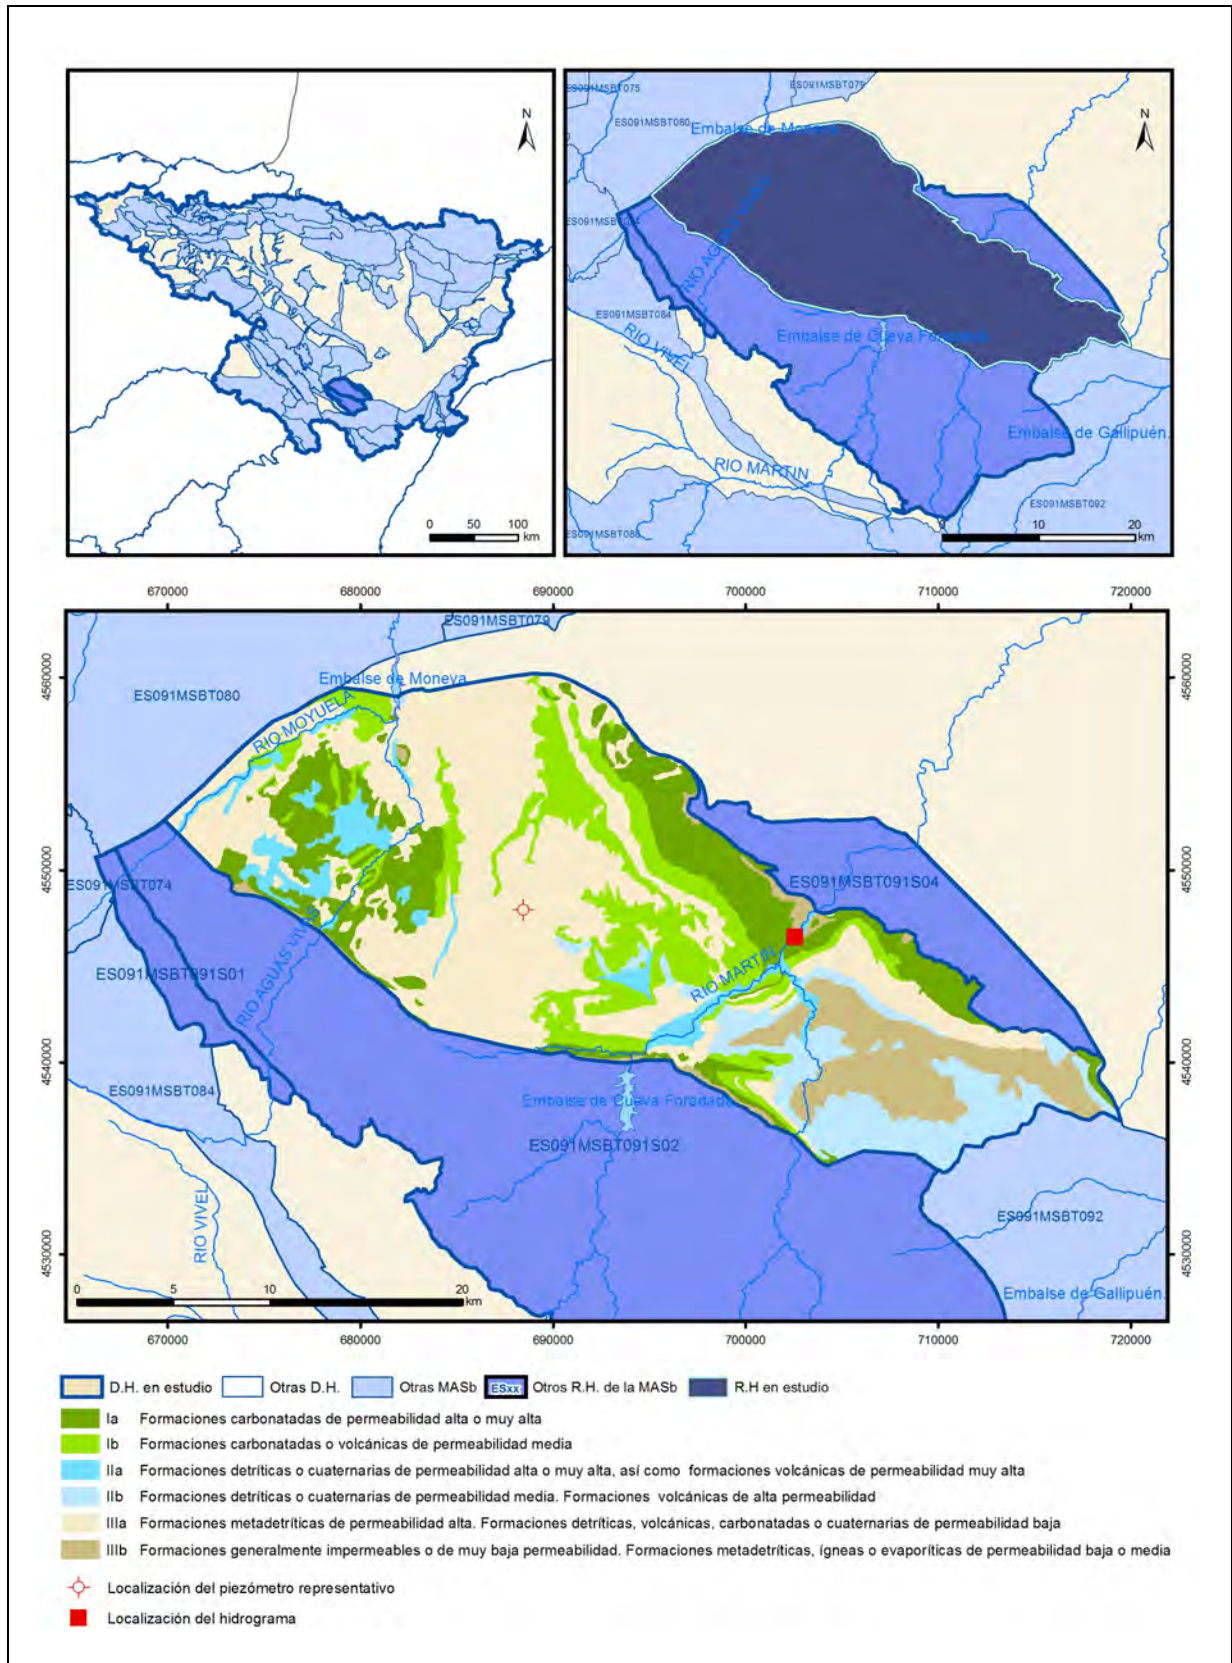 N
0 50 100
km
ES091MSBT075
ES091MSBT079
ES091MSBT080
Embalse de Moneva
N
RIO AGUAS VIVAS
ES091MSBT084
Embalse de Cueva Foradada
RIO VIVEL
Embalse de Gallipuén.
RIO MARTIN
ES091MSBT092
0 10 20
km
670000 680000 690000 700000 710000 720000
4560000
4550000
4540000
4530000
4560000
4550000
4540000
4530000
ES091MSBT079
Embalse de Moneva
ES091MSBT080
RIO MOYUELA
ES091MSBT074
ES091MSBT091S04
RIO AGUAS VIVAS
ES091MSBT091S01
RIO MARTIN
ES091MSBT084
Embalse de Cueva Foradada
ES091MSBT091S02
RIO VIVEL
ES091MSBT092
Embalse de Gallipuén.
0 5 10 20
km
670000 680000 690000 700000 710000 720000
D.H. en estudio Otras D.H. Otras MASb ESxx Otros R.H. de la MASb R.H en estudio
Ia Formaciones carbonatadas de permeabilidad alta o muy alta
Ib Formaciones carbonatadas o volcánicas de permeabilidad media
IIa Formaciones detríticas o cuaternarias de permeabilidad alta o muy alta, así como formaciones volcánicas de permeabilidad muy alta
IIb Formaciones detríticas o cuaternarias de permeabilidad media. Formaciones volcánicas de alta permeabilidad
IIIa Formaciones metadetríticas de permeabilidad alta. Formaciones detríticas, volcánicas, carbonatadas o cuaternarias de permeabilidad baja
IIIb Formaciones generalmente impermeables o de muy baja permeabilidad. Formaciones metadetríticas, ígneas o evaporíticas de permeabilidad baja o media
Localización del piezómetro representativo
Localización del hidrograma